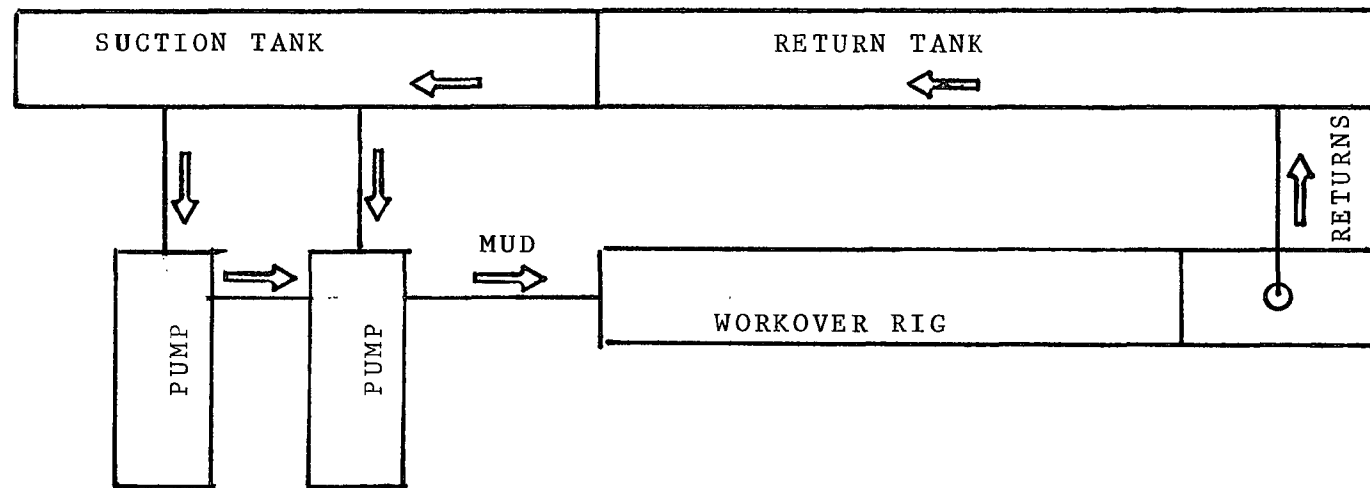 SUCTION TANK
RETURN TANK
RETURNS
MUD
PUMP
PUMP
WORKOVER RIG